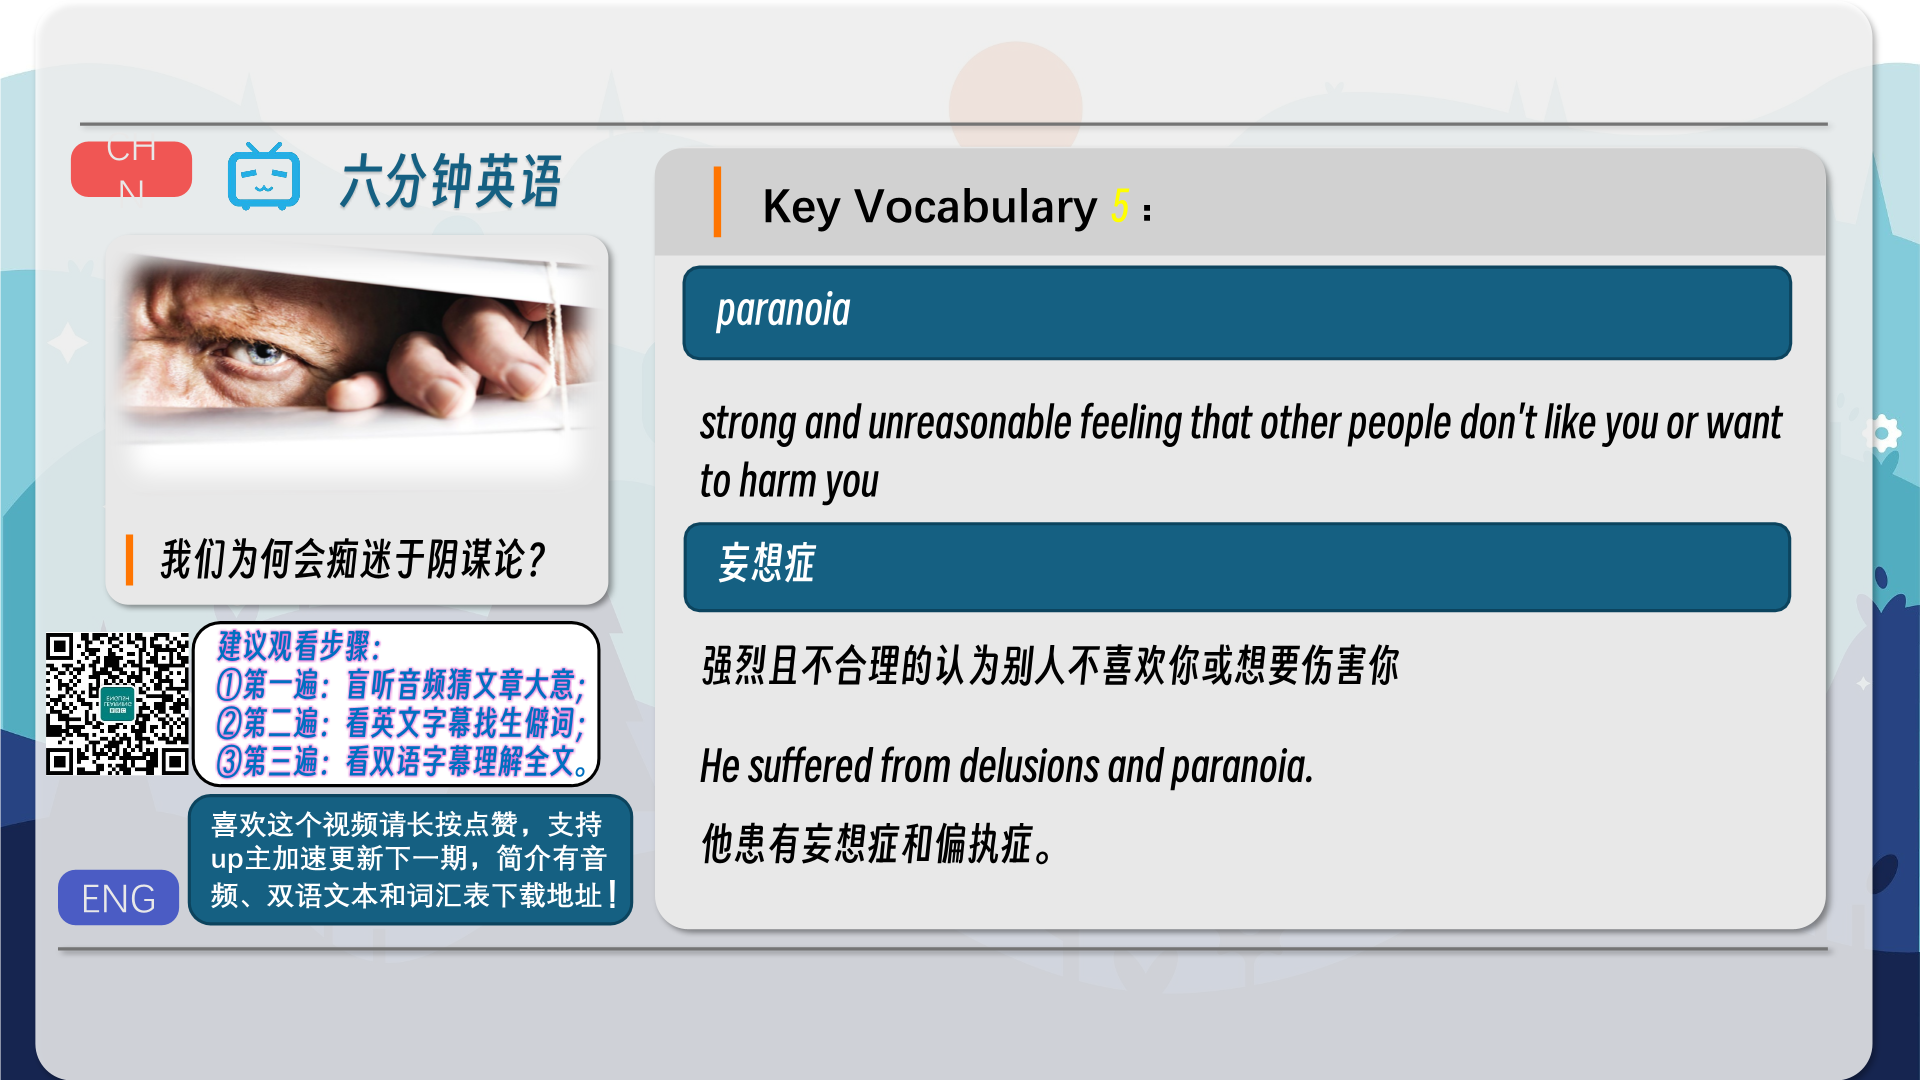 CH
N
六分钟英语
我们为何会痴迷于阴谋论？
建议观看步骤：
①第一遍：盲听音频猜文章大意；
②第二遍：看英文字幕找生僻词；
③第三遍：看双语字幕理解全文。
喜欢这个视频请长按点赞，支持
up主加速更新下一期，简介有音
频、双语文本和词汇表下载地址！
ENG
Key Vocabulary 5：
paranoia
strong and unreasonable feeling that other people don't like you or want
to harm you
妄想症
强烈且不合理的认为别人不喜欢你或想要伤害你
He suffered from delusions and paranoia.
他患有妄想症和偏执症。